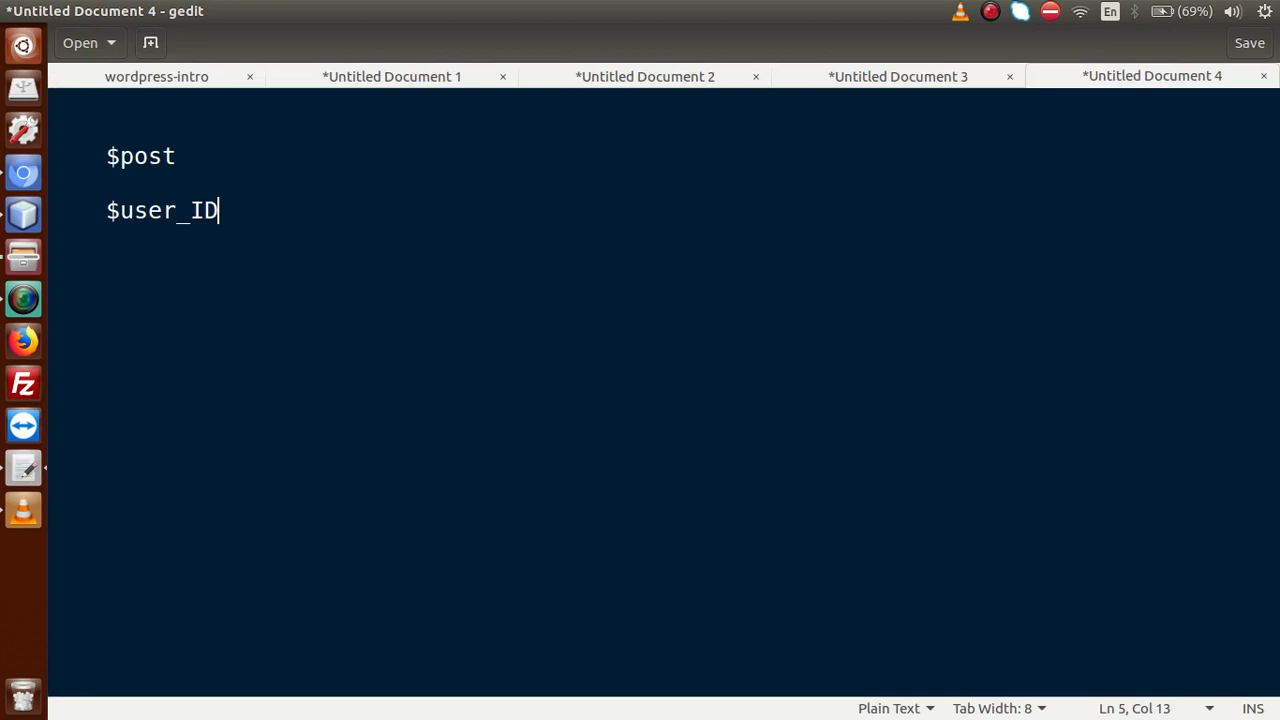 *Untitled Document 4 - gedit
En
(69%)
Open
Save
wordpress-intro
*Untitled Document 1
*Untitled Document 2
*Untitled Document 3
*Untitled Document 4
$post
$user_ID
Fz
Plain Text
Tab Width: 8
Ln 5, Col 13
INS